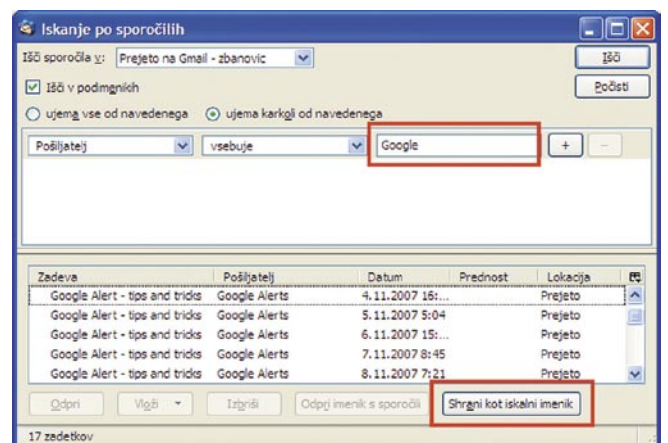 Iskanje po sporočilih
Išči sporočila v: Prejeto na Gmail - zbanovic Išči
Išči v podmenikih Počisti
ujema vse od navedenega ujema karkoli od navedenega
Pošiljatelj vsebuje Google + -
Zadeva Pošiljatelj Datum Prednost Lokacija
Google Alert - tips and tricks Google Alerts 4.11.2007 16:... Prejeto
Google Alert - tips and tricks Google Alerts 5.11.2007 5:04 Prejeto
Google Alert - tips and tricks Google Alerts 6.11.2007 15:... Prejeto
Google Alert - tips and tricks Google Alerts 7.11.2007 8:45 Prejeto
Google Alert - tips and tricks Google Alerts 8.11.2007 7:21 Prejeto
Odpri Vloži Izbriši Odpri imenik s sporočili Shrani kot iskalni imenik
17 zadetkov